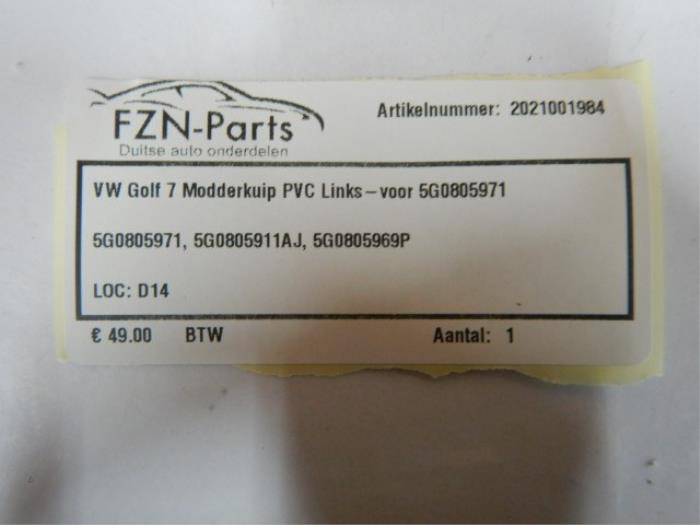 FZN-Parts
Duitse auto onderdelen
Artikelnummer: 2021001984
VW Golf 7 Modderkuip PVC Links-voor 5G0805971
5G0805971, 5G0805911AJ, 5G0805969P
LOC: D14
€ 49.00 BTW Aantal: 1